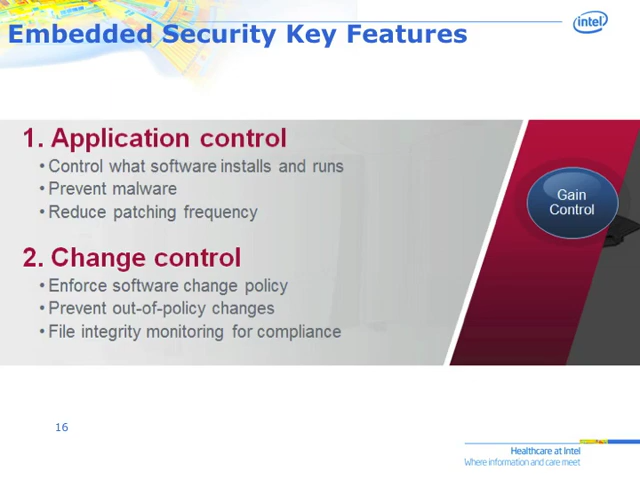 Embedded Security Key Features
intel
1. Application control
• Control what software installs and runs
• Prevent malware
• Reduce patching frequency
Gain
Control
2. Change control
• Enforce software change policy
• Prevent out-of-policy changes
• File integrity monitoring for compliance
16
Healthcare at Intel
Where information and care meet